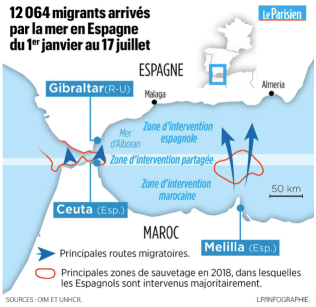 12 064 migrants arrivés
par la mer en Espagne
du 1er janvier au 17 juillet
Le Parisien
ESPAGNE
Gibraltar (R-U)
Malaga
Almeria
Mer
d'Alboran
Zone d'intervention
espagnole
Zone d'intervention partagée
Zone d'intervention
marocaine
50 km
Ceuta (Esp.)
MAROC
Melilla (Esp.)
Principales routes migratoires.
Principales zones de sauvetage en 2018, dans lesquelles
les Espagnols sont intervenus majoritairement.
SOURCES : OIM ET UNHCR.
LP/INFOGRAPHIE.